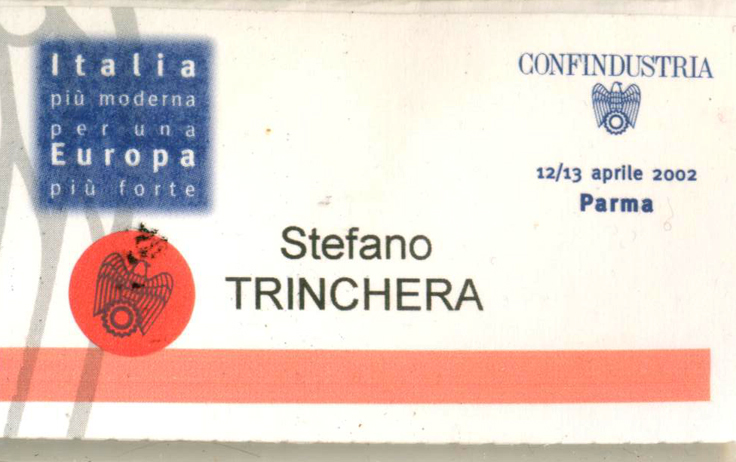 Italia
più moderna
per una
Europa
più forte
CONFINDUSTRIA
12/13 aprile 2002
Parma
Stefano
TRINCHERA